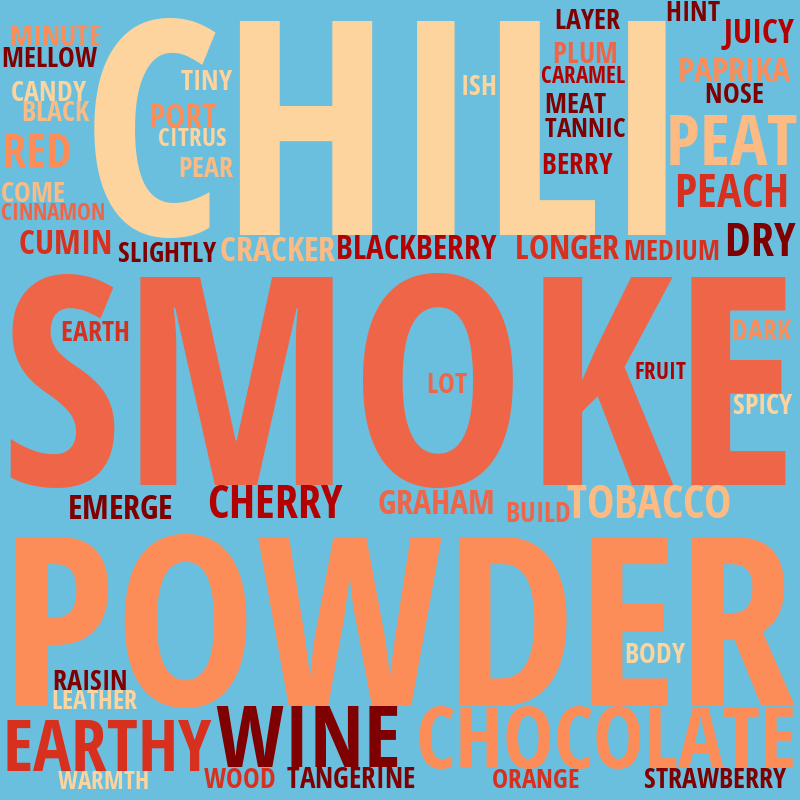 CHILI
HINT
LAYER
JUICY
MINUTE
MELLOW
PLUM
PAPRIKA
CARAMEL
TINY
ISH
CANDY
NOSE
BLACK
MEAT
PORT
TANNIC
CITRUS
PEAT
RED
BERRY
PEAR
COME
PEACH
CINNAMON
CUMIN
SLIGHTLY
CRACKER
BLACKBERRY
LONGER
MEDIUM
DRY
SMOKE
EARTH
DARK
LOT
FRUIT
SPICY
EMERGE
CHERRY
GRAHAM
BUILD
TOBACCO
POWDER
BODY
RAISIN
LEATHER
EARTHY
WINE
CHOCOLATE
WARMTH
WOOD
TANGERINE
ORANGE
STRAWBERRY